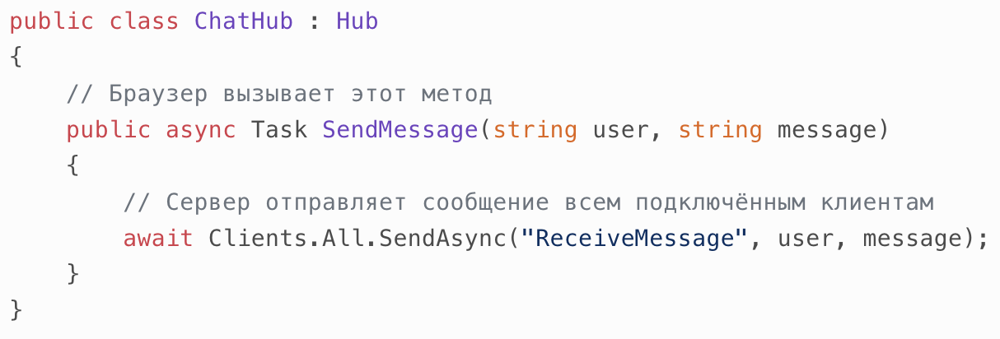 public class ChatHub : Hub
{
    // Браузер вызывает этот метод
    public async Task SendMessage(string user, string message)
    {
        // Сервер отправляет сообщение всем подключённым клиентам
        await Clients.All.SendAsync("ReceiveMessage", user, message);
    }
}